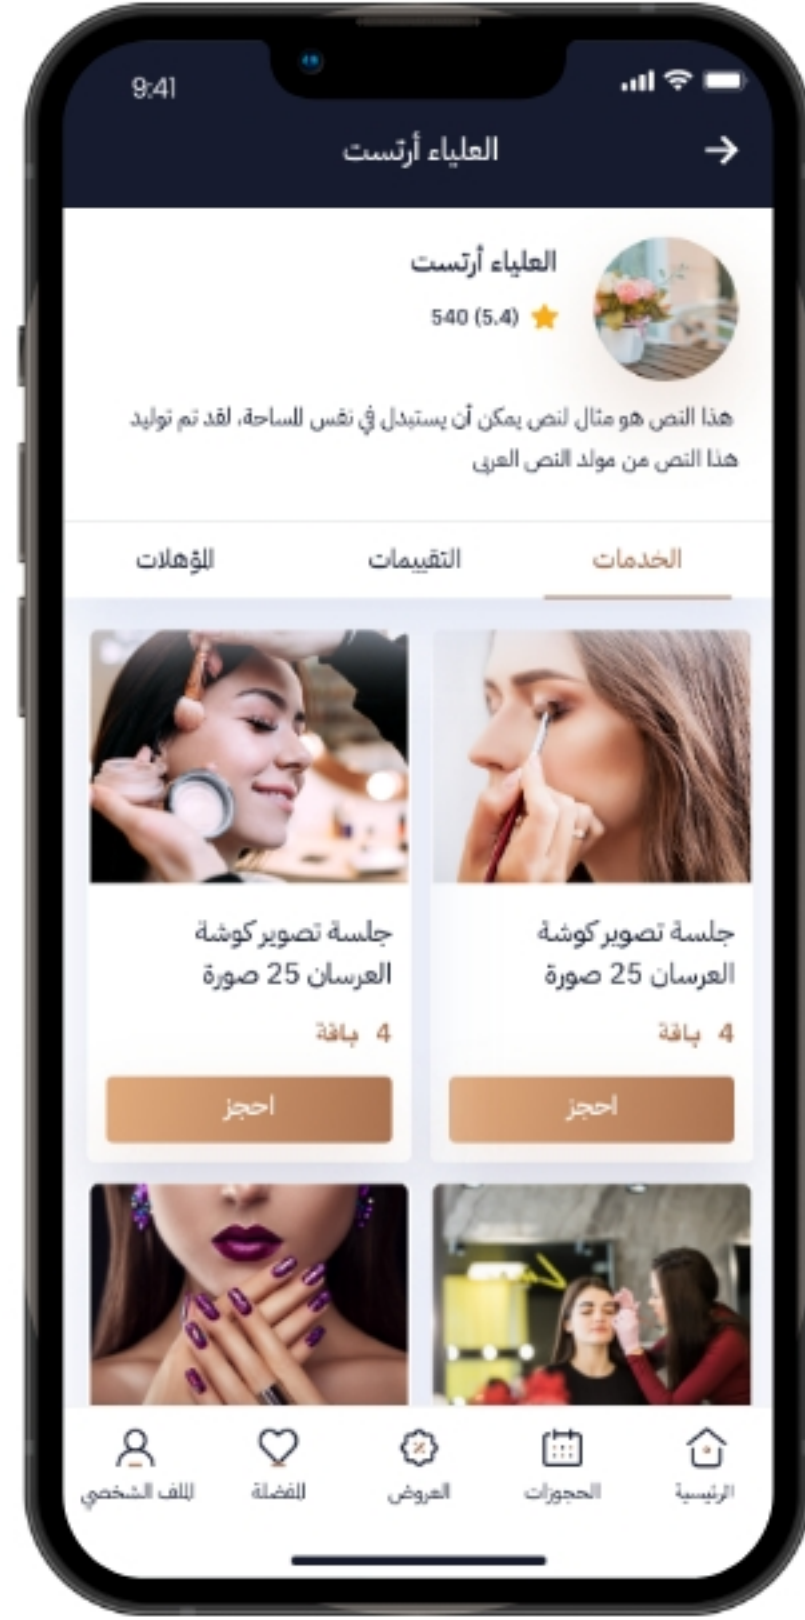 9:41
العلياء أرتست
العلياء أرتست
540 (5.4)
هذا النص هو مثال لنص يمكن أن يستبدل في نفس المساحة، لقد تم توليد
هذا النص من مولد النص العربى
الخدمات
التقييمات
المؤهلات
جلسة تصوير كوشة
العرسان 25 صورة
4 باقة
احجز
جلسة تصوير كوشة
العرسان 25 صورة
4 باقة
احجز
الرئيسية
الحجوزات
العروض
المفضلة
الملف الشخصي